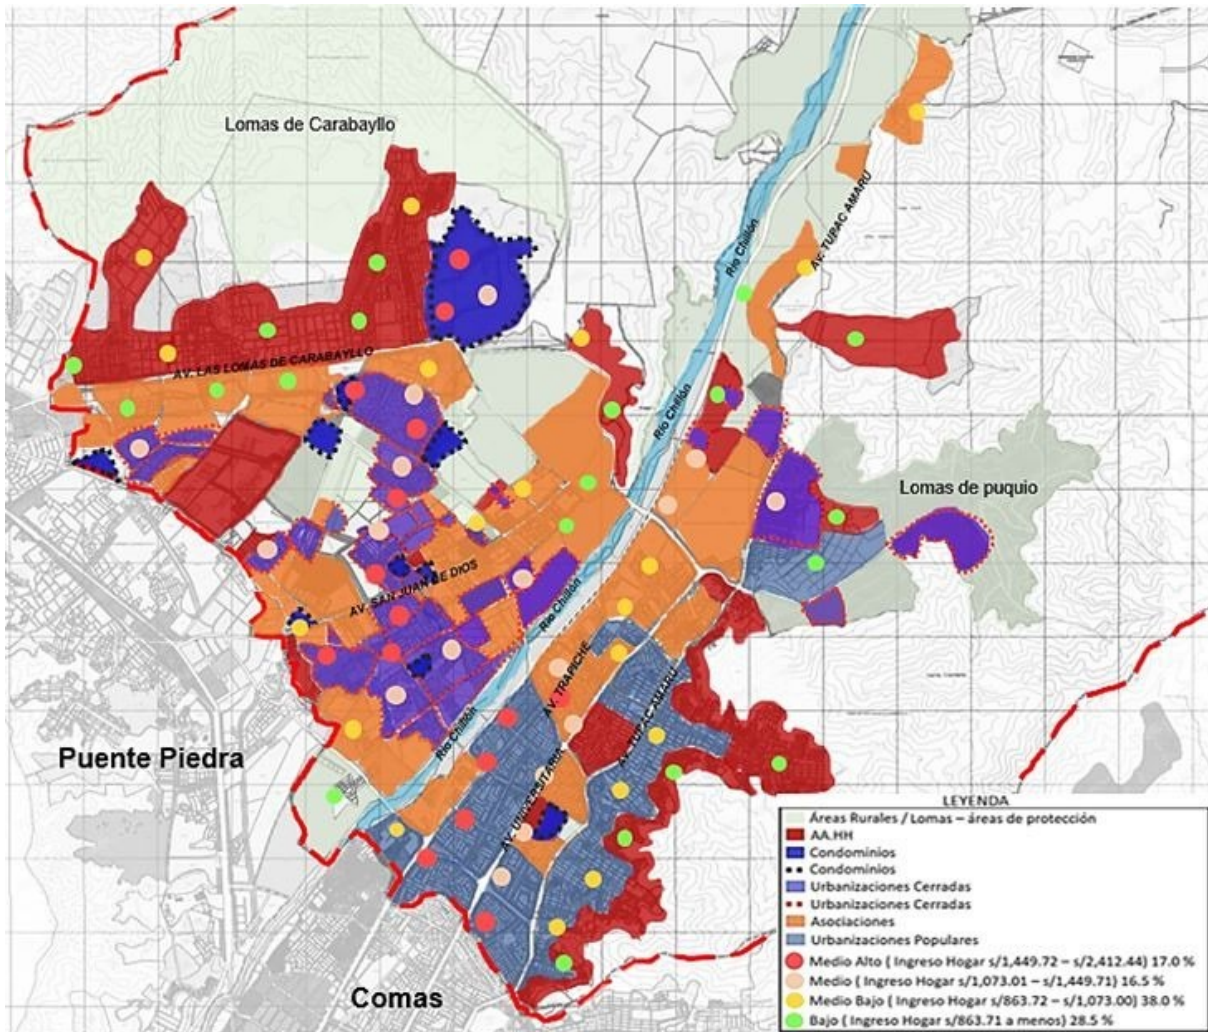 Lomas de Carabayllo
AV. TUPAC AMARU
Río Chillón
AV. LAS LOMAS DE CARABAYLLO
Río Chillón
Lomas de puquio
AV. SAN JUAN DE DIOS
Río Chillón
AV. TRAPICHE
AV. TUPAC AMARU
Río Chillón
Puente Piedra
AV. UNIVERSITARIA
Comas
LEYENDA
Áreas Rurales / Lomas – áreas de protección
AA.HH
Condominios
Condominios
Urbanizaciones Cerradas
Urbanizaciones Cerradas
Asociaciones
Urbanizaciones Populares
Medio Alto ( Ingreso Hogar s/1,449.72 – s/2,412.44) 17.0 %
Medio ( Ingreso Hogar s/1,073.01 – s/1,449.71) 16.5 %
Medio Bajo ( Ingreso Hogar s/863.72 – s/1,073.00) 38.0 %
Bajo ( Ingreso Hogar s/863.71 a menos) 28.5 %